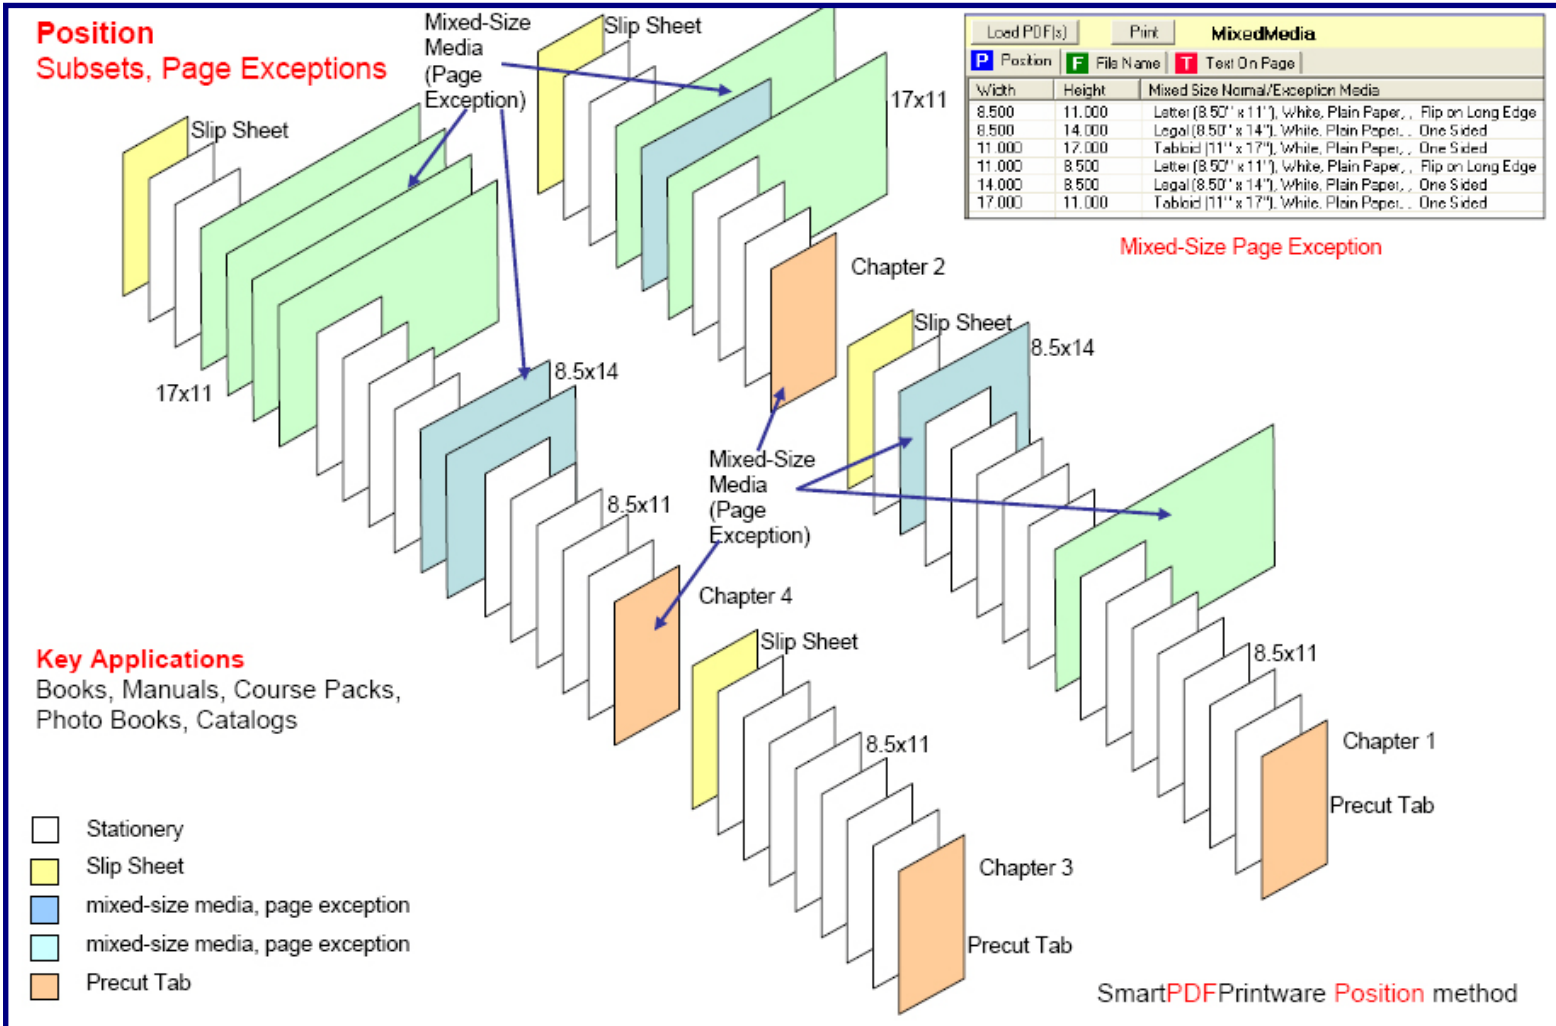 Position
Subsets, Page Exceptions
Mixed-Size
Media
(Page
Exception)
Slip Sheet
Slip Sheet
17x11
Load PDF(s)
Print
MixedMedia
P Position
F File Name
T Text On Page
Width Height Mixed Size Normal/Exception Media
8.500 11.000 Letter (8.50'' x 11''), White, Plain Paper, , Flip on Long Edge
8.500 14.000 Legal (8.50'' x 14''), White, Plain Paper, , One Sided
11.000 17.000 Tabloid (11'' x 17''), White, Plain Paper, , One Sided
11.000 8.500 Letter (8.50'' x 11''), White, Plain Paper, , Flip on Long Edge
14.000 8.500 Legal (8.50'' x 14''), White, Plain Paper, , One Sided
17.000 11.000 Tabloid (11'' x 17''), White, Plain Paper, , One Sided
Mixed-Size Page Exception
Chapter 2
Slip Sheet
8.5x14
17x11
8.5x14
Mixed-Size
Media
(Page
Exception)
8.5x11
Chapter 4
Slip Sheet
8.5x11
Key Applications
Books, Manuals, Course Packs,
Photo Books, Catalogs
8.5x11
Chapter 1
Precut Tab
Stationery
Slip Sheet
mixed-size media, page exception
mixed-size media, page exception
Precut Tab
Chapter 3
Precut Tab
SmartPDFPrintware Position method